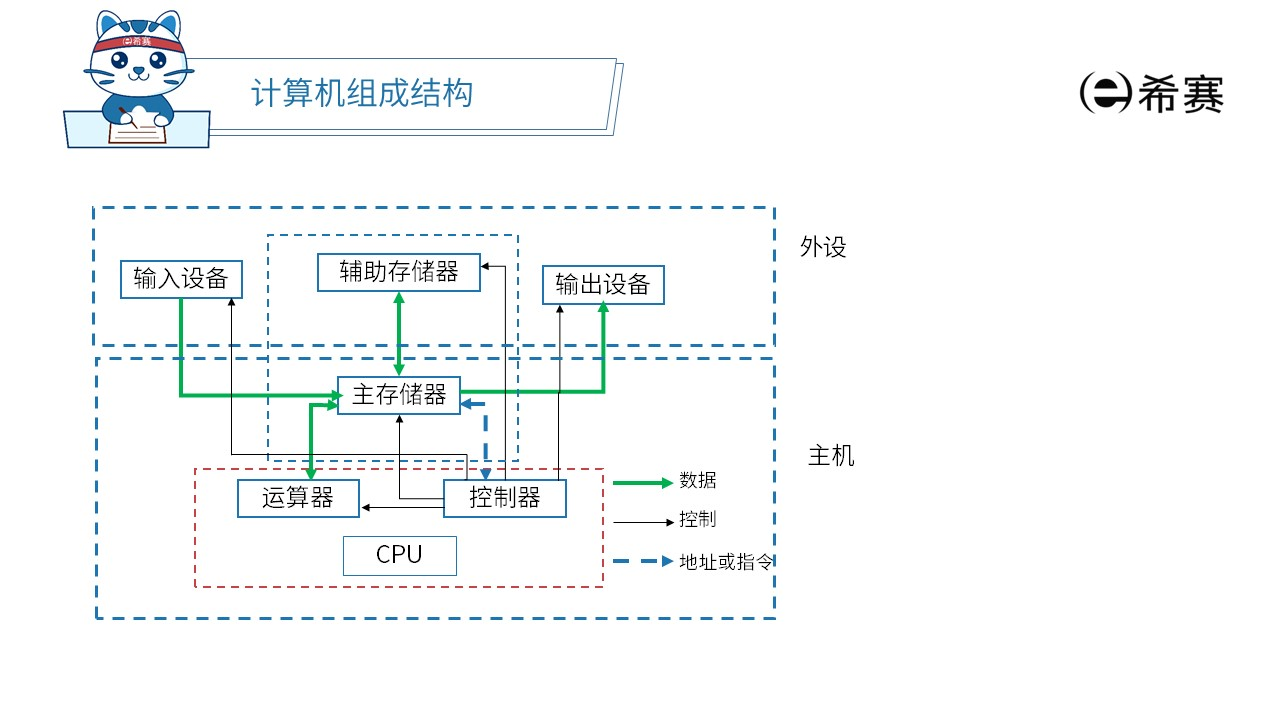 希赛
计算机组成结构
希赛
外设
输入设备
辅助存储器
输出设备
主存储器
主机
运算器
控制器
数据
控制
CPU
地址或指令